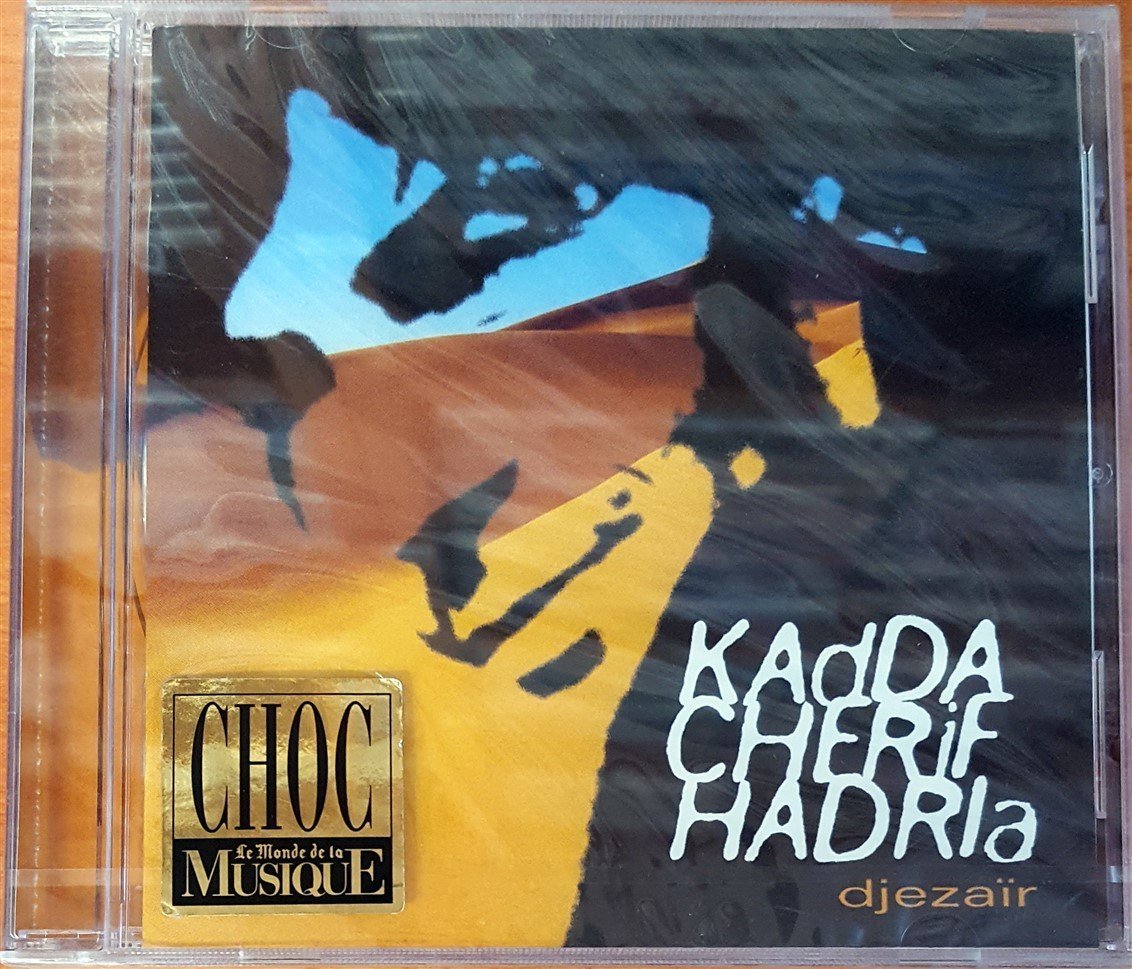 KAdDA
CHERiF
HADRIa
djezaïr
CHOC
Le Monde de la
MUSIQUE